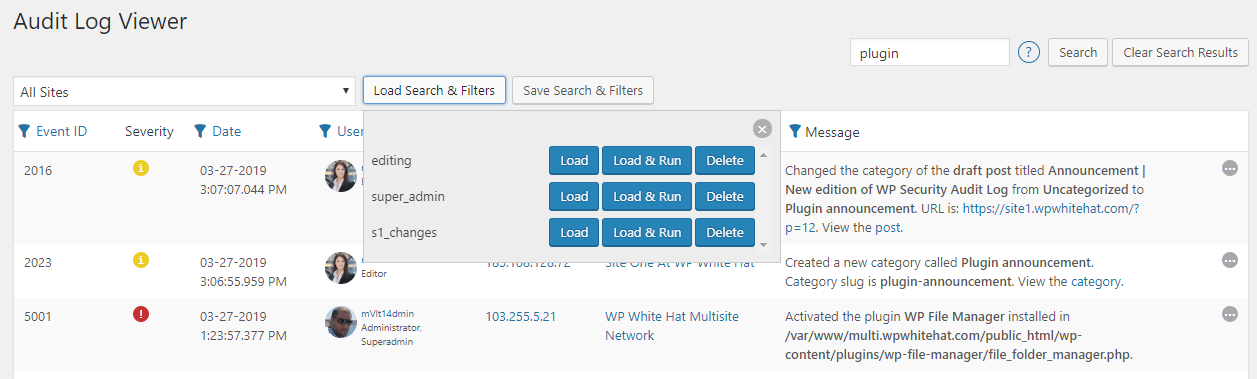 Audit Log Viewer
plugin
?
Search
Clear Search Results
All Sites
Load Search & Filters
Save Search & Filters
Event ID
Severity
Date
User
Message
editing
Load
Load & Run
Delete
super_admin
Load
Load & Run
Delete
s1_changes
Load
Load & Run
Delete
2016
03-27-2019
3:07:07.044 PM
Changed the category of the draft post titled Announcement |
New edition of WP Security Audit Log from Uncategorized to
Plugin announcement. URL is: https://site1.wpwhitehat.com/?
p=12. View the post.
2023
03-27-2019
3:06:55.959 PM
Editor
Site One At WP White Hat
Created a new category called Plugin announcement.
Category slug is plugin-announcement. View the category.
5001
03-27-2019
1:23:57.377 PM
mVlt14dmin
Administrator,
Superadmin
103.255.5.21
WP White Hat Multisite
Network
Activated the plugin WP File Manager installed in
/var/www/multi.wpwhitehat.com/public_html/wp-
content/plugins/wp-file-manager/file_folder_manager.php.